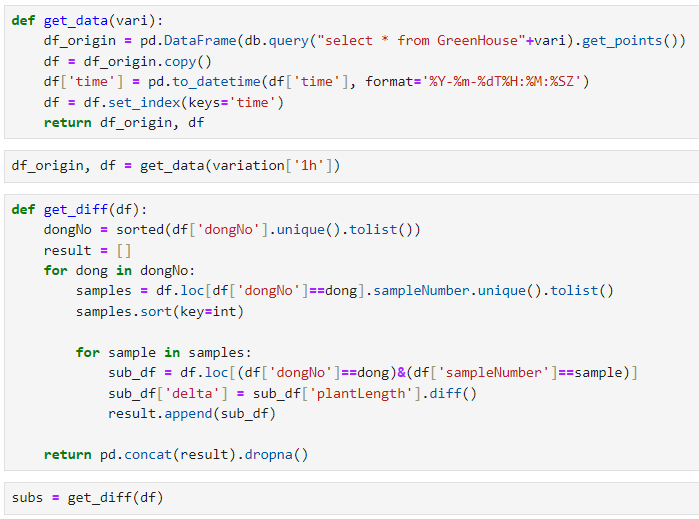 def get_data(vari):
    df_origin = pd.DataFrame(db.query("select * from GreenHouse"+vari).get_points())
    df = df_origin.copy()
    df['time'] = pd.to_datetime(df['time'], format='%Y-%m-%dT%H:%M:%SZ')
    df = df.set_index(keys='time')
    return df_origin, df
df_origin, df = get_data(variation['1h'])
def get_diff(df):
    dongNo = sorted(df['dongNo'].unique().tolist())
    result = []
    for dong in dongNo:
        samples = df.loc[df['dongNo']==dong].sampleNumber.unique().tolist()
        samples.sort(key=int)
        for sample in samples:
            sub_df = df.loc[(df['dongNo']==dong)&(df['sampleNumber']==sample)]
            sub_df['delta'] = sub_df['plantLength'].diff()
            result.append(sub_df)
    return pd.concat(result).dropna()
subs = get_diff(df)